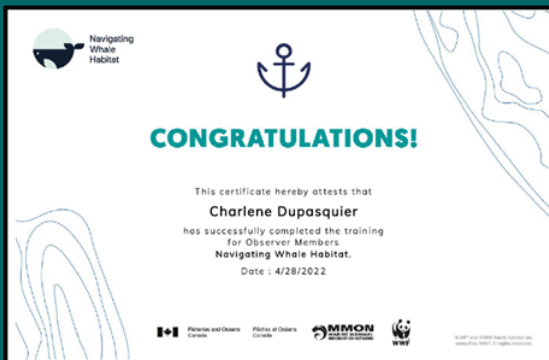 Navigating
Whale
Habitat
CONGRATULATIONS!
This certificate hereby attests that
Charlene Dupasquier
has successfully completed the training
for Observer Members
Navigating Whale Habitat.
Date : 4/28/2022
Fisheries and Oceans
Canada
Pêches et Océans
Canada
MMON
WWF